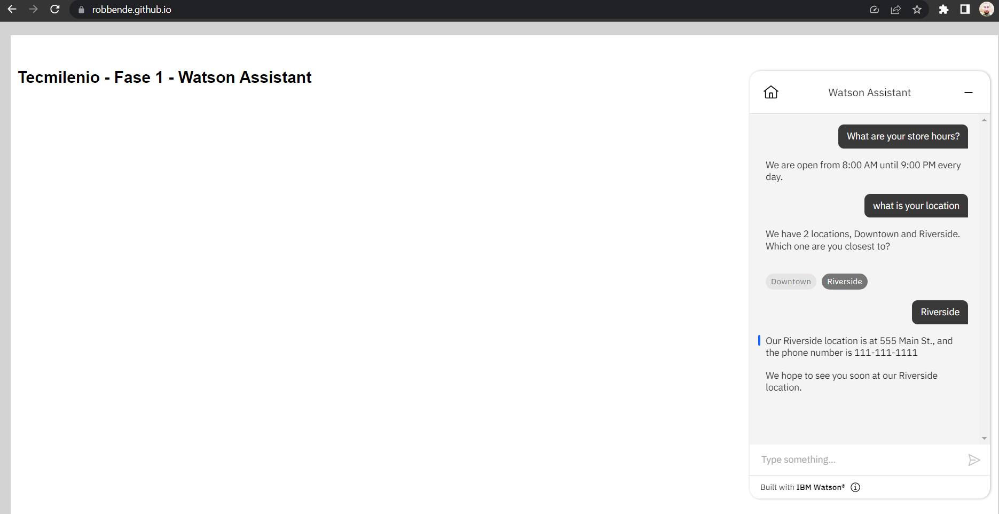 robbende.github.io
Tecmilenio - Fase 1 - Watson Assistant
Watson Assistant
What are your store hours?
We are open from 8:00 AM until 9:00 PM every
day.
what is your location
We have 2 locations, Downtown and Riverside.
Which one are you closest to?
Downtown Riverside
Riverside
Our Riverside location is at 555 Main St., and
the phone number is 111-111-1111
We hope to see you soon at our Riverside
location.
Type something...
Built with IBM Watson®